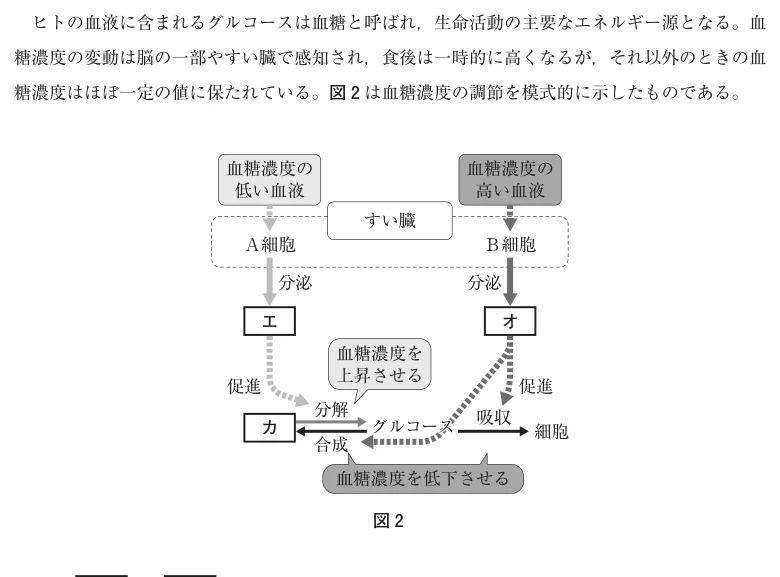 ヒトの血液に含まれるグルコースは血糖と呼ばれ，生命活動の主要なエネルギー源となる。血
糖濃度の変動は脳の一部やすい臓で感知され，食後は一時的に高くなるが，それ以外のときの血
糖濃度はほぼ一定の値に保たれている。図2は血糖濃度の調節を模式的に示したものである。
血糖濃度の
低い血液
血糖濃度の
高い血液
すい臓
A細胞
B細胞
分泌
分泌
エ
オ
血糖濃度を
上昇させる
促進
促進
分解
カ
グルコース
吸収
細胞
合成
血糖濃度を低下させる
図2